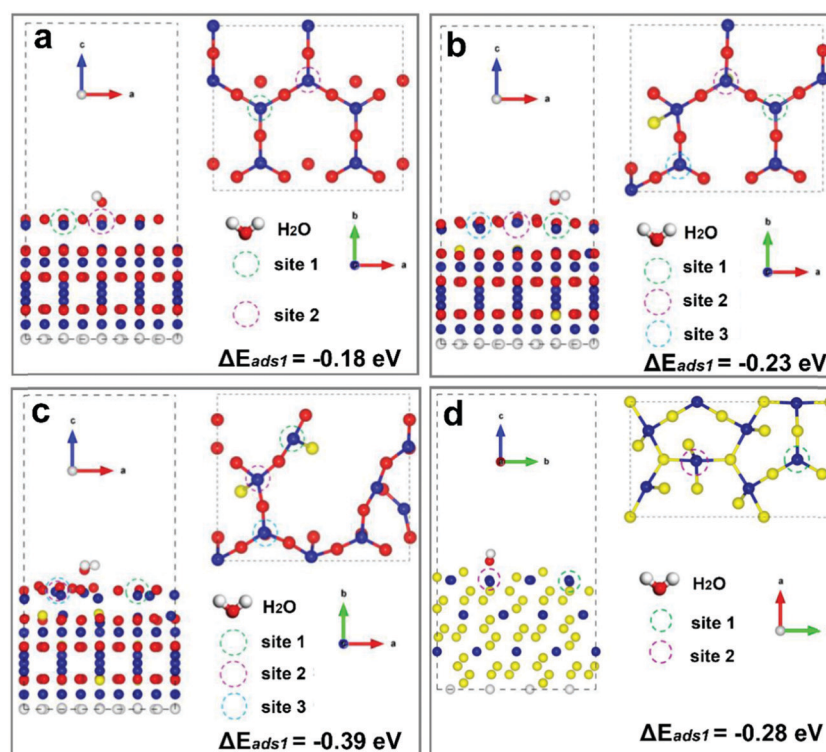 a
c
a
H2O
site 1
site 2
b
a
ΔEads1 = -0.18 eV
b
c
a
H2O
site 1
site 2
site 3
b
a
ΔEads1 = -0.23 eV
c
c
a
H2O
site 1
site 2
site 3
b
a
ΔEads1 = -0.39 eV
d
c
b
H2O
site 1
site 2
a
ΔEads1 = -0.28 eV